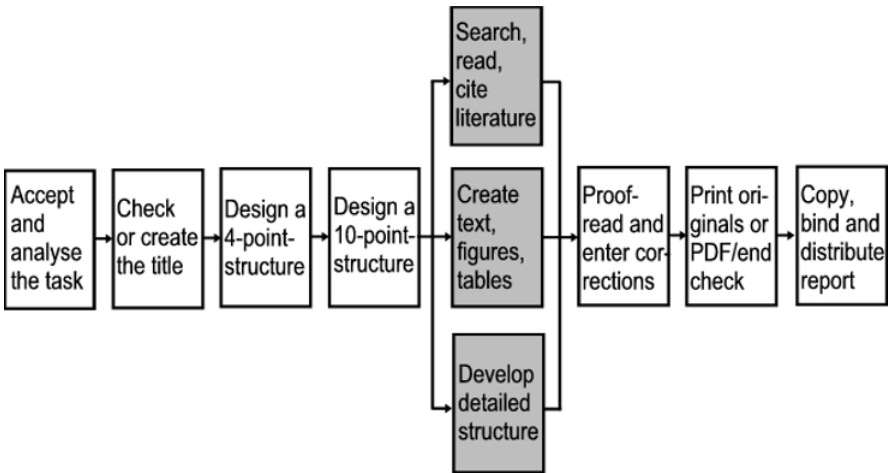 Accept
and
analyse
the task
Check
or create
the title
Design a
4-point-
structure
Design a
10-point-
structure
Search,
read,
cite
literature
Create
text,
figures,
tables
Develop
detailed
structure
Proof-
read and
enter cor-
rections
Print ori-
ginals or
PDF/end
check
Copy,
bind and
distribute
report